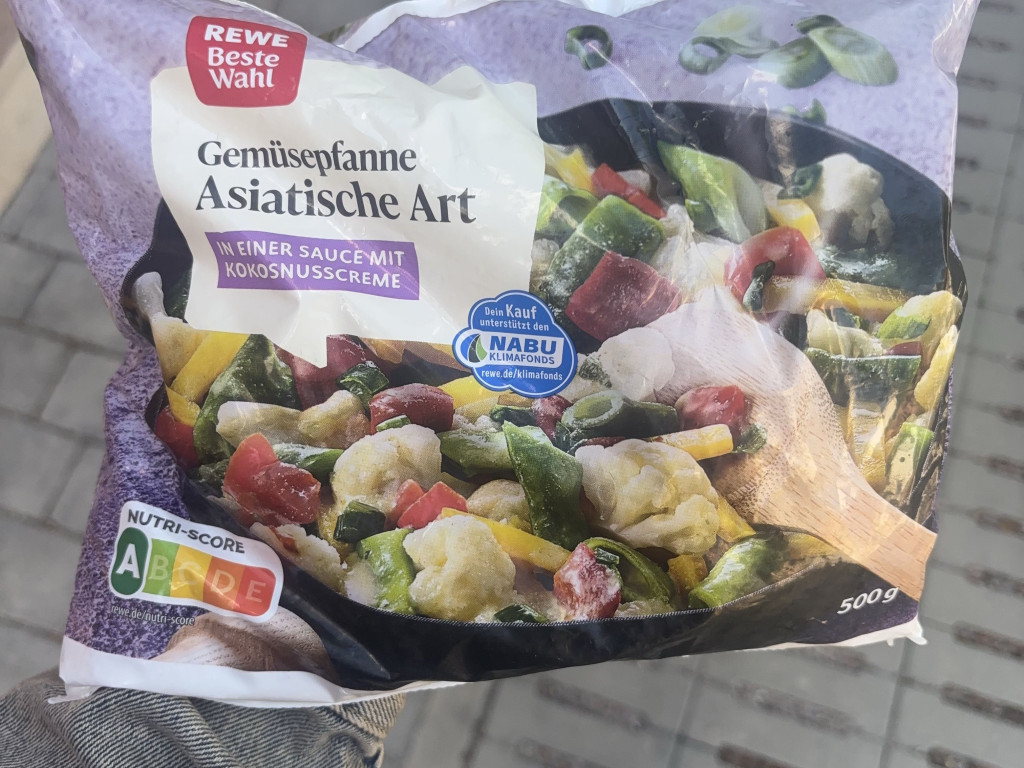 REWE
Beste
Wahl
Gemüsepfanne
Asiatische Art
IN EINER SAUCE MIT
KOKOSNUSSCREME
Dein Kauf
unterstützt den
NABU
KLIMAFONDS
rewe.de/klimafonds
NUTRI-SCORE
A B C D E
rewe.de/nutri-score
500 g